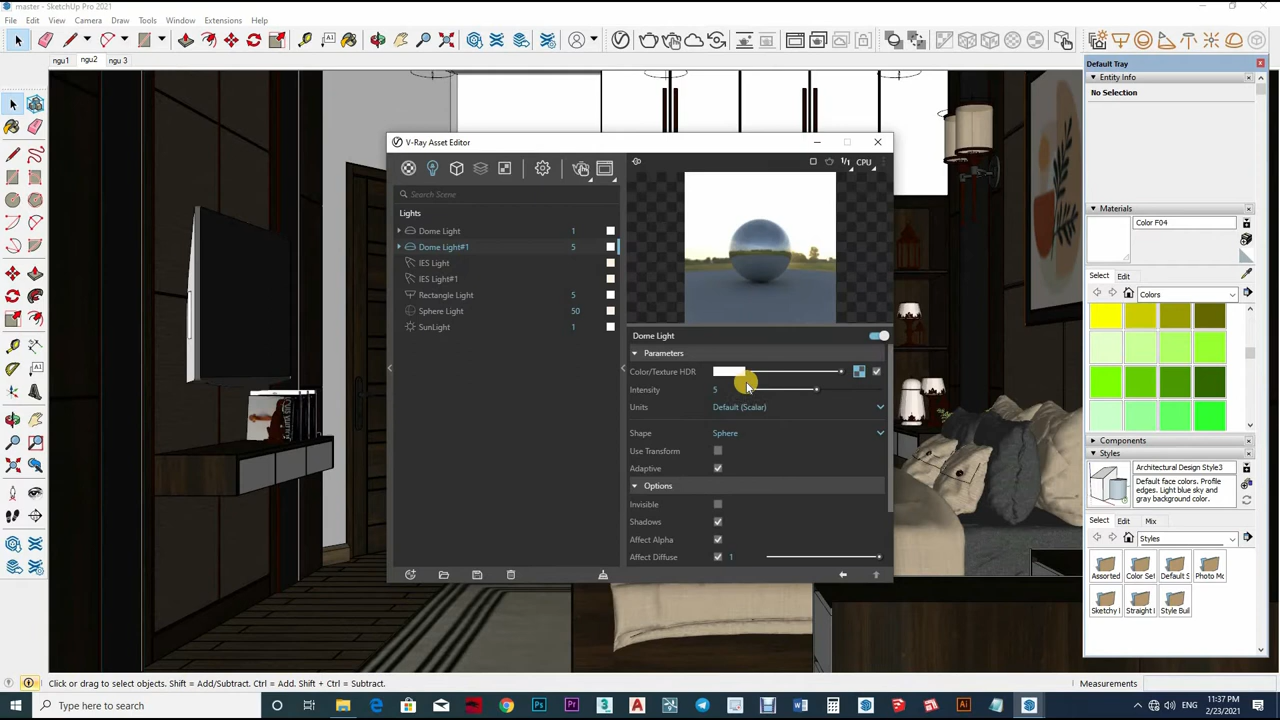 master - SketchUp Pro 2021
File Edit View Camera Draw Tools Window Extensions Help
ngu1 ngu2 ngu 3
Default Tray
Entity Info
No Selection
V-Ray Asset Editor
1/1 CPU
Search Scene
Lights
Dome Light 1
Dome Light#1 5
IES Light
IES Light#1
Rectangle Light 5
Sphere Light 50
SunLight 1
Dome Light
Parameters
Color/Texture HDR
Intensity 5
Units Default (Scalar)
Shape Sphere
Use Transform
Adaptive
Options
Invisible
Shadows
Affect Alpha
Affect Diffuse 1
Materials
Color F04
Select Edit
Colors
Components
Styles
Architectural Design Style3
Default face colors. Profile
edges. Light blue sky and
gray background color.
Select Edit Mix
Styles
Assorted Color Set Default S Photo Mo
Sketchy I Straight I Style Buil
Click or drag to select objects. Shift = Add/Subtract. Ctrl = Add. Shift + Ctrl = Subtract.
Measurements
Type here to search
ENG
11:37 PM
2/23/2021